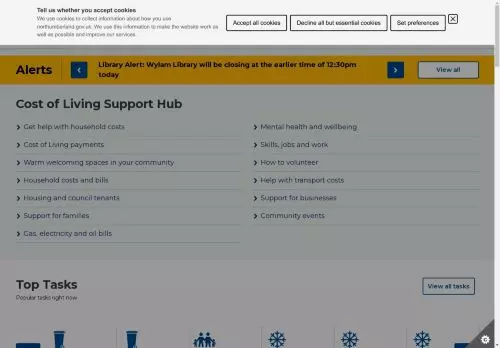 Tell us whether you accept cookies
We use cookies to collect information about how you use
northumberland.gov.uk. We use this information to make the website work as
well as possible and improve our services.
Accept all cookies
Decline all but essential cookies
Set preferences
Alerts
Library Alert: Wylam Library will be closing at the earlier time of 12:30pm
today
View all
Cost of Living Support Hub
Get help with household costs
Cost of Living payments
Warm welcoming spaces in your community
Household costs and bills
Housing and council tenants
Support for families
Gas, electricity and oil bills
Mental health and wellbeing
Skills, jobs and work
How to volunteer
Help with transport costs
Support for businesses
Community events
Top Tasks
Popular tasks right now
View all tasks